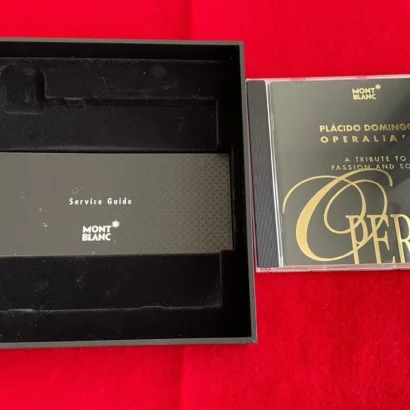 Service Guide
MONT
BLANC
MONT
BLANC
PLÁCIDO DOMINGO
OPERALIA'
A TRIBUTE TO
PASSION AND SO
OPER